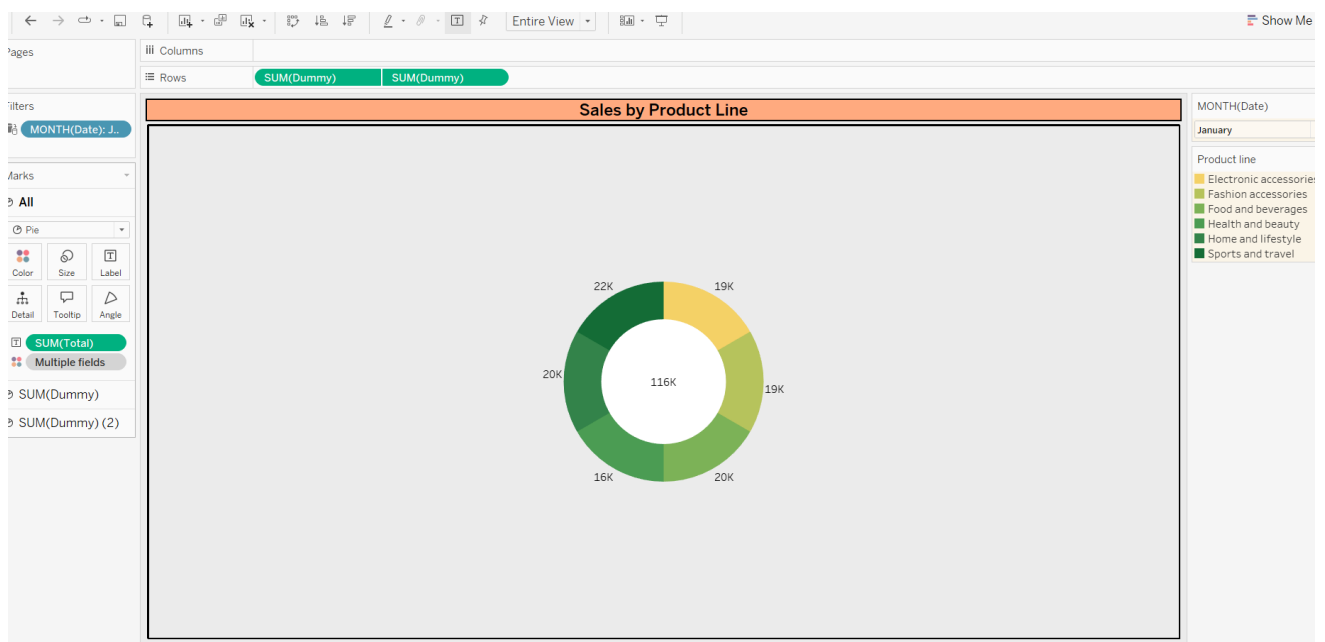 Entire View
Show Me
Pages
Columns
Rows
SUM(Dummy)
SUM(Dummy)
Filters
MONTH(Date): J..
Marks
All
Pie
Color
Size
Label
Detail
Tooltip
Angle
SUM(Total)
Multiple fields
SUM(Dummy)
SUM(Dummy) (2)
Sales by Product Line
22K
19K
20K
116K
19K
16K
20K
MONTH(Date)
January
Product line
Electronic accessories
Fashion accessories
Food and beverages
Health and beauty
Home and lifestyle
Sports and travel